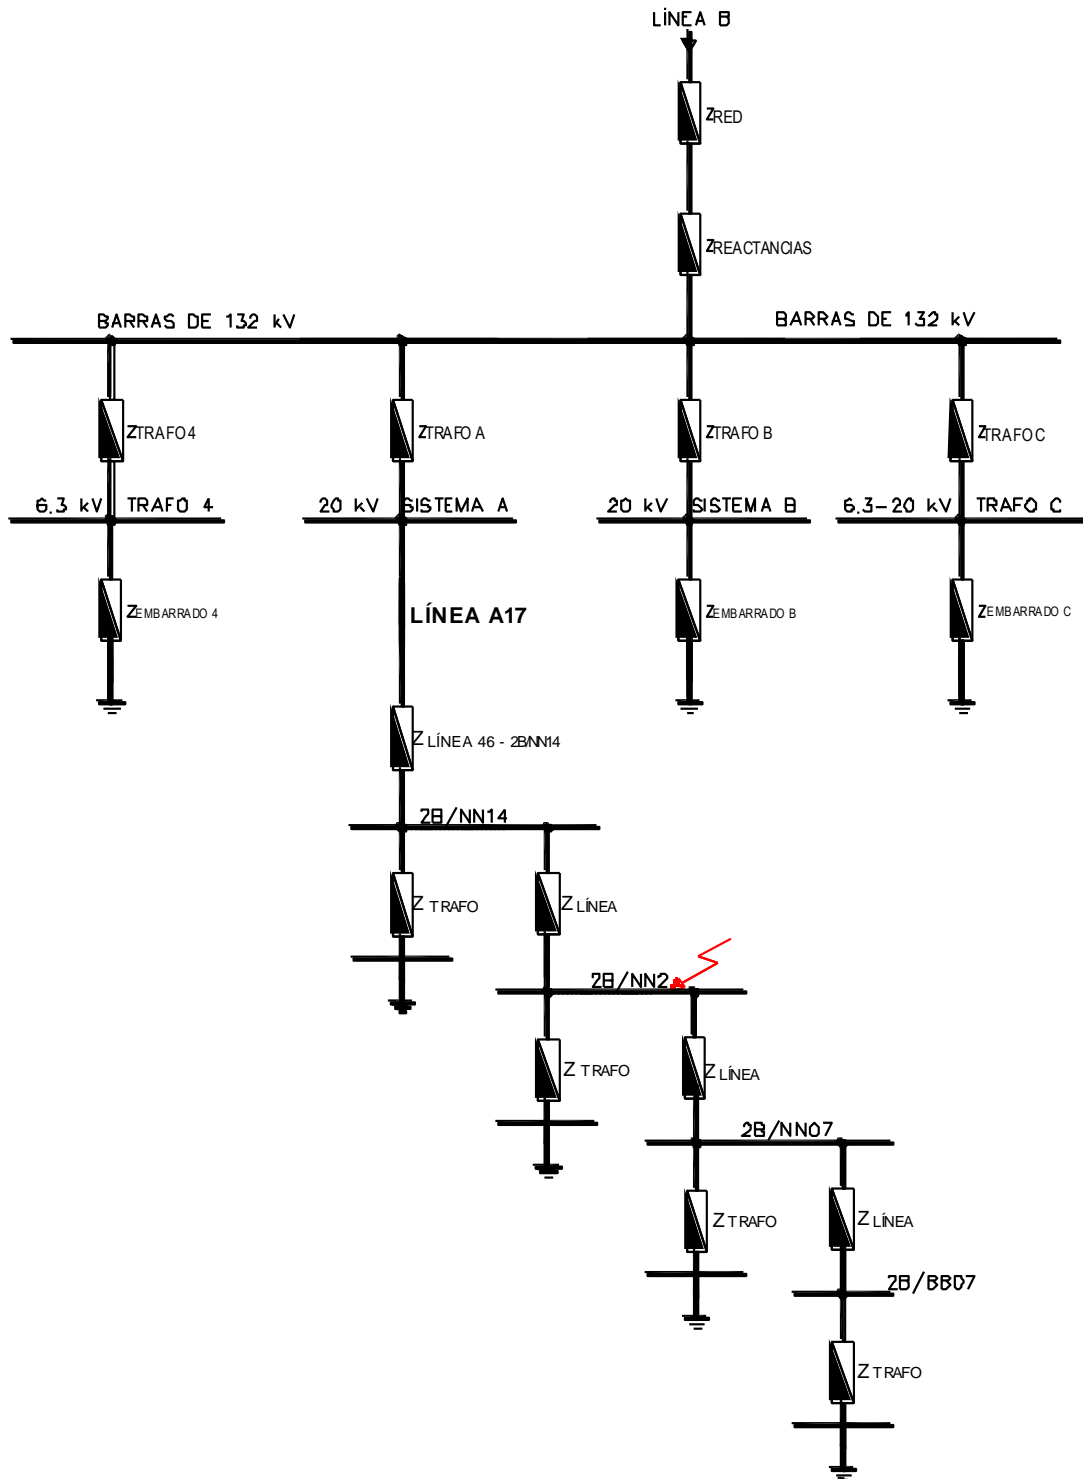 LÍNEA B
ZRED
ZREACTANCIAS
BARRAS DE 132 kV
BARRAS DE 132 kV
ZTRAFO 4
ZTRAFO A
ZTRAFO B
ZTRAFO C
6.3 kV TRAFO 4
20 kV SISTEMA A
20 kV SISTEMA B
6.3-20 kV TRAFO C
ZEMBARRADO 4
LÍNEA A17
ZEMBARRADO B
ZEMBARRADO C
Z LÍNEA 46 - 2B/NN14
2B/NN14
Z TRAFO
Z LÍNEA
2B/NN2
Z TRAFO
Z LÍNEA
2B/NN07
Z TRAFO
Z LÍNEA
2B/BB07
Z TRAFO